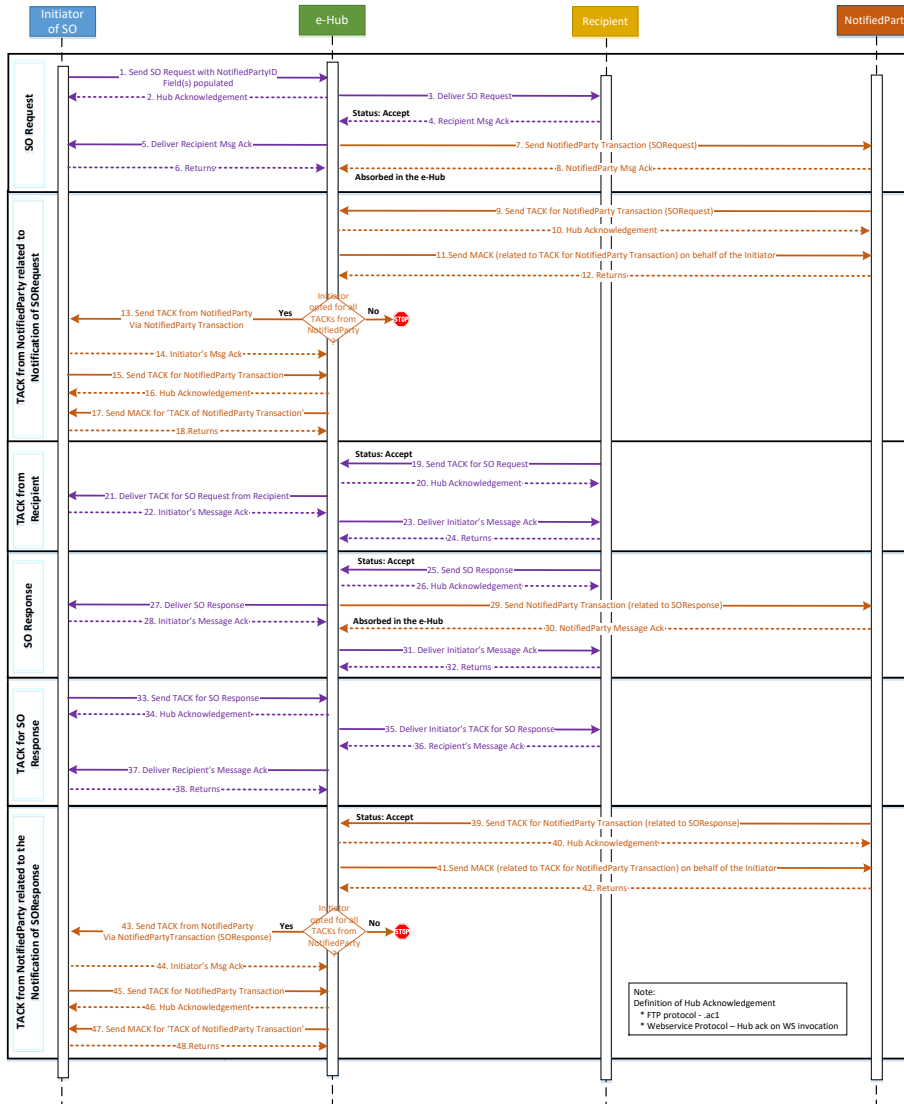 Initiator
of SO
e-Hub
Recipient
NotifiedParty
SO Request
1. Send SO Request with NotifiedPartyID
Field(s) populated
2. Hub Acknowledgement
3. Deliver SO Request
Status: Accept
4. Recipient Msg Ack
5. Deliver Recipient Msg Ack
7. Send NotifiedParty Transaction (SORequest)
6. Returns
8. NotifiedParty Msg Ack
Absorbed in the e-Hub
TACK from NotifiedParty related to
Notification of SORequest
9. Send TACK for NotifiedParty Transaction (SORequest)
10. Hub Acknowledgement
11.Send MACK (related to TACK for NotifiedParty Transaction) on behalf of the Initiator
12. Returns
Initiator
opted for all
TACKs from
NotifiedParty
?
Yes
No
STOP
13. Send TACK from NotifiedParty
Via NotifiedParty Transaction
14. Initiator's Msg Ack
15. Send TACK for NotifiedParty Transaction
16. Hub Acknowledgement
17. Send MACK for 'TACK of NotifiedParty Transaction'
18.Returns
TACK from
Recipient
Status: Accept
19. Send TACK for SO Request
20. Hub Acknowledgement
21. Deliver TACK for SO Request from Recipient
22. Initiator's Message Ack
23. Deliver Initiator's Message Ack
24. Returns
SO Response
Status: Accept
25. Send SO Response
26. Hub Acknowledgement
27. Deliver SO Response
29. Send NotifiedParty Transaction (related to SOResponse)
28. Initiator's Message Ack
Absorbed in the e-Hub
30. NotifiedParty Message Ack
31. Deliver Initiator's Message Ack
32. Returns
TACK for SO
Response
33. Send TACK for SO Response
34. Hub Acknowledgement
35. Deliver Initiator's TACK for SO Response
36. Recipient's Message Ack
37. Deliver Recipient's Message Ack
38. Returns
TACK from Notified Party related to the
Notification of SOResponse
Status: Accept
39. Send TACK for NotifiedParty Transaction (related to SOResponse)
40. Hub Acknowledgement
41.Send MACK (related to TACK for NotifiedParty Transaction) on behalf of the Initiator
42. Returns
Initiator
opted for all
TACKs from
NotifiedParty
?
Yes
No
STOP
43. Send TACK from NotifiedParty
Via NotifiedPartyTransaction (SOResponse)
44. Initiator's Msg Ack
45. Send TACK for NotifiedParty Transaction
46. Hub Acknowledgement
47. Send MACK for 'TACK of NotifiedParty Transaction'
48.Returns
Note:
Definition of Hub Acknowledgement
* FTP protocol - .ac1
* Webservice Protocol – Hub ack on WS invocation